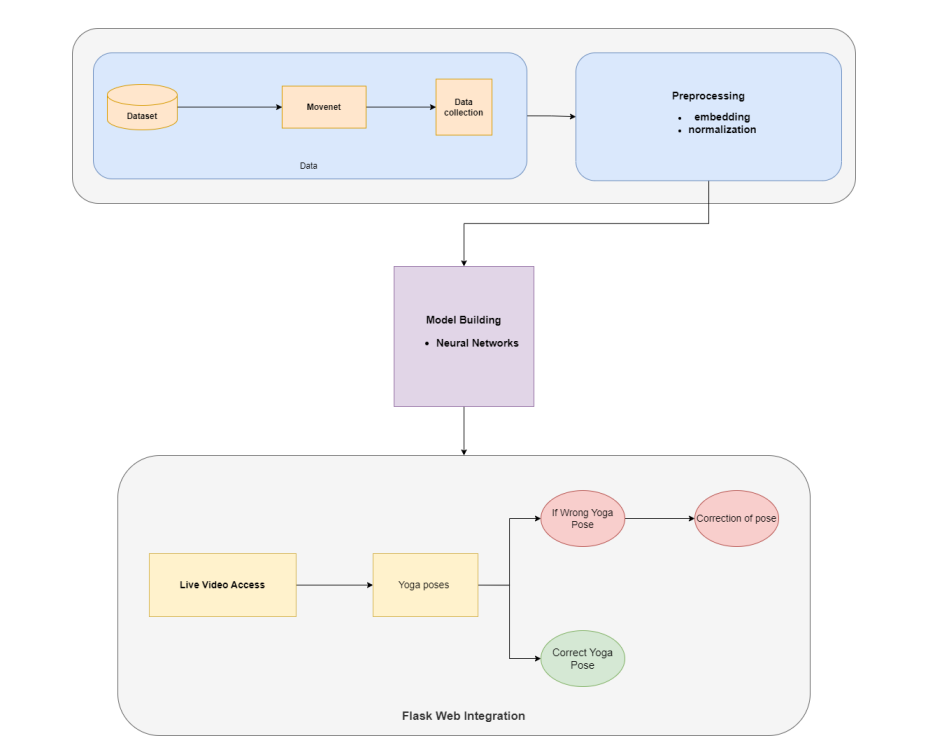 Dataset
Movenet
Data
collection
Data
Preprocessing
• embedding
• normalization
Model Building
• Neural Networks
Live Video Access
Yoga poses
If Wrong Yoga
Pose
Correction of pose
Correct Yoga
Pose
Flask Web Integration